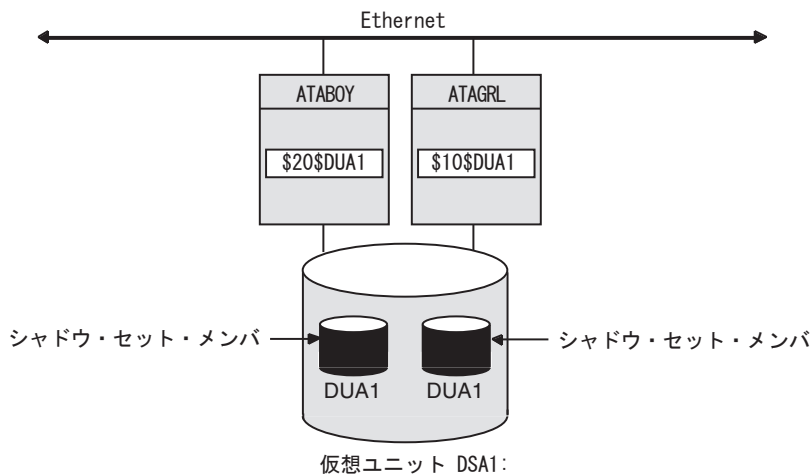 Ethernet
ATABOY
ATAGRL
$20$DUA1
$10$DUA1
シャドウ・セット・メンバ
シャドウ・セット・メンバ
DUA1
DUA1
仮想ユニット DSA1: